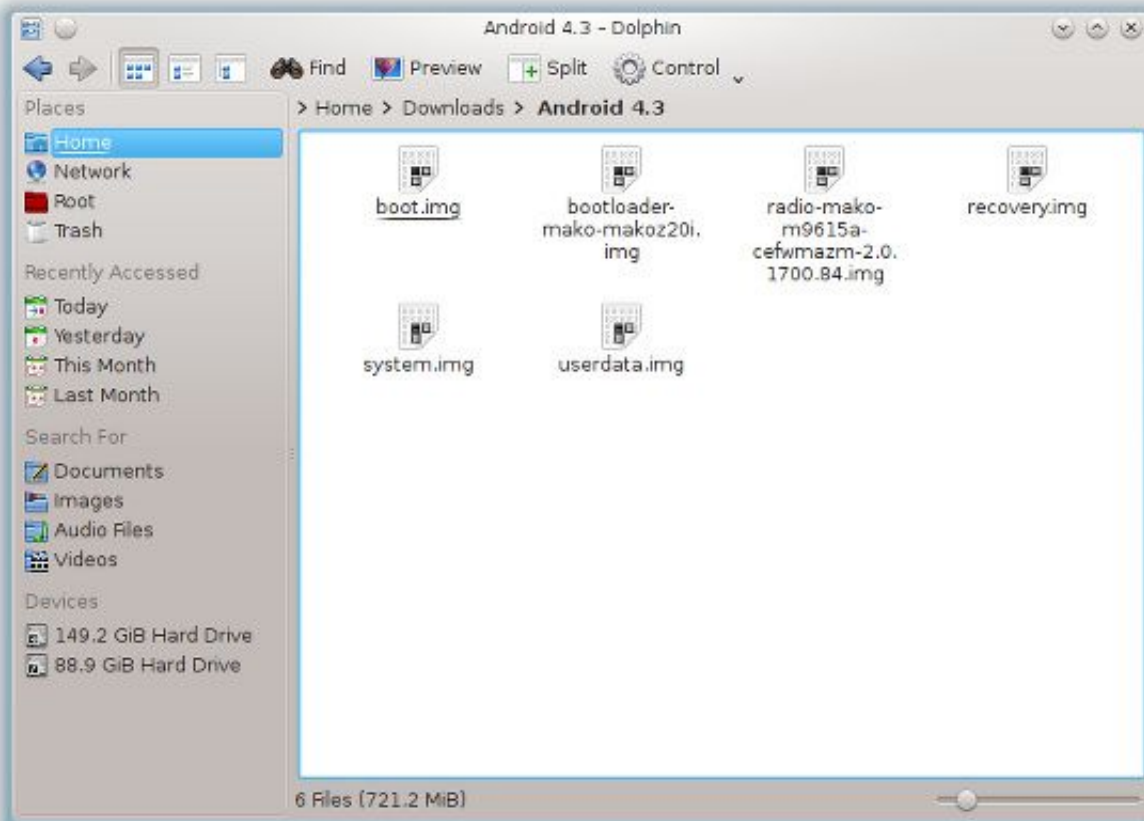 Android 4.3 – Dolphin
Find Preview Split Control
Places
Home
Network
Root
Trash
Recently Accessed
Today
Yesterday
This Month
Last Month
Search For
Documents
Images
Audio Files
Videos
Devices
149.2 GiB Hard Drive
88.9 GiB Hard Drive
> Home > Downloads > Android 4.3
boot.img
bootloader-
mako-makoz20i.
img
radio-mako-
m9615a-
cefwmazm-2.0.
1700.84.img
recovery.img
system.img
userdata.img
6 Files (721.2 MiB)